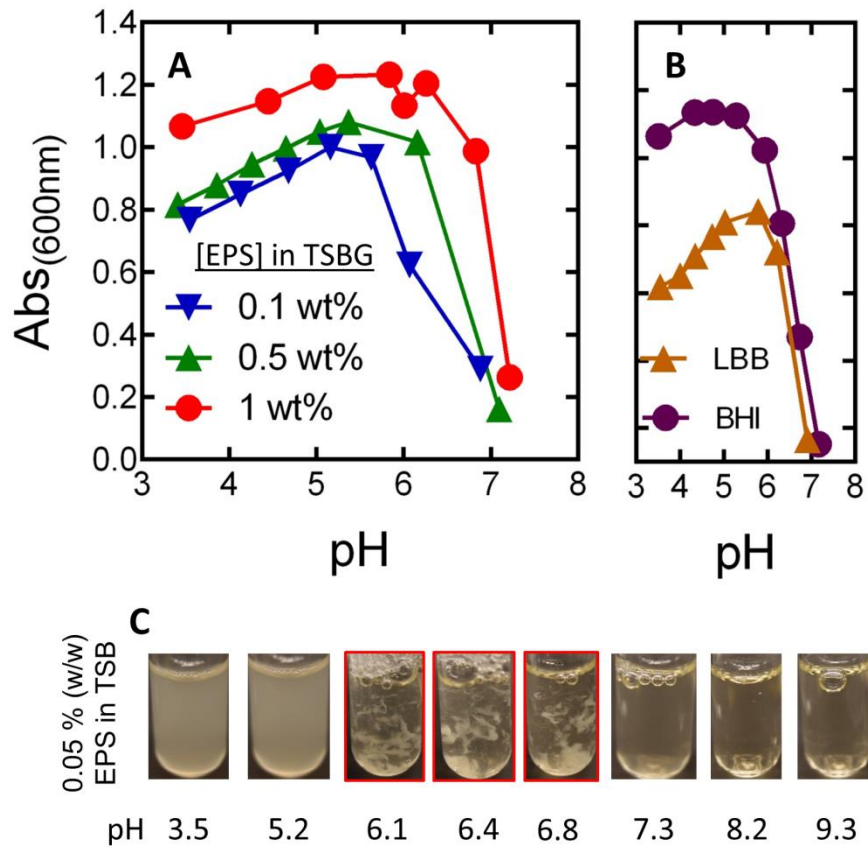 A
B
1.4
1.2
1.0
0.8
0.6
0.4
0.2
0.0
Abs(600nm)
[EPS] in TSBG
0.1 wt%
0.5 wt%
1 wt%
LBB
BHI
3 4 5 6 7 8
3 4 5 6 7 8
pH
pH
C
0.05 % (w/w)
EPS in TSB
pH 3.5 5.2 6.1 6.4 6.8 7.3 8.2 9.3